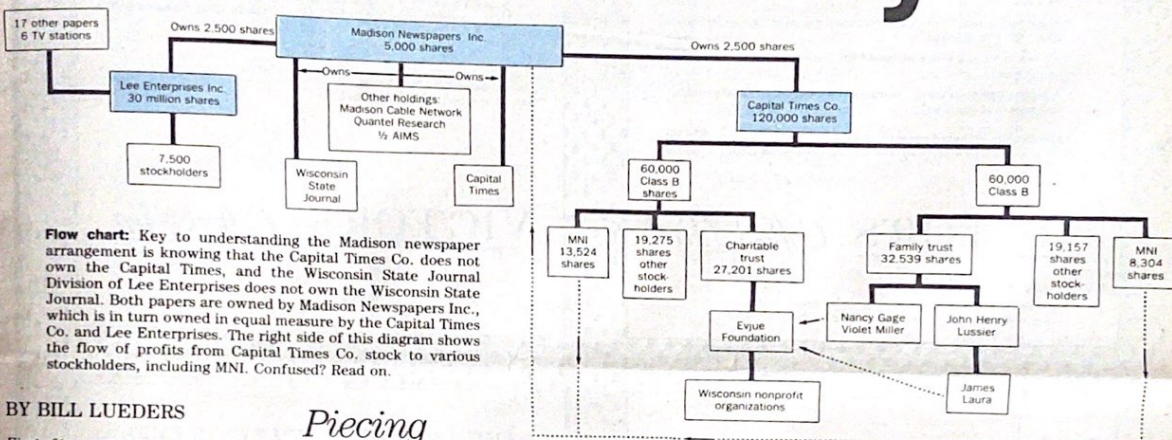 17 other papers
6 TV stations
Owns 2,500 shares
Madison Newspapers Inc.
5,000 shares
Owns 2,500 shares
Lee Enterprises Inc.
30 million shares
Owns
Owns
Other holdings:
Madison Cable Network
Quantel Research
½ AIMS
Capital Times Co.
120,000 shares
7,500
stockholders
Wisconsin
State
Journal
Capital
Times
60,000
Class B
shares
60,000
Class B
MNI
13,524
shares
19,275
shares
other
stock-
holders
Charitable
trust
27,201 shares
Family trust
32,539 shares
19,157
shares
other
stock-
holders
MNI
8,304
shares
Evjue
Foundation
Nancy Gage
Violet Miller
John Henry
Lussier
Wisconsin nonprofit
organizations
James
Laura
Flow chart: Key to understanding the Madison newspaper
arrangement is knowing that the Capital Times Co. does not
own the Capital Times, and the Wisconsin State Journal
Division of Lee Enterprises does not own the Wisconsin State
Journal. Both papers are owned by Madison Newspapers Inc.,
which is in turn owned in equal measure by the Capital Times
Co. and Lee Enterprises. The right side of this diagram shows
the flow of profits from Capital Times Co. stock to various
stockholders, including MNI. Confused? Read on.
BY BILL LUEDERS
Piecing